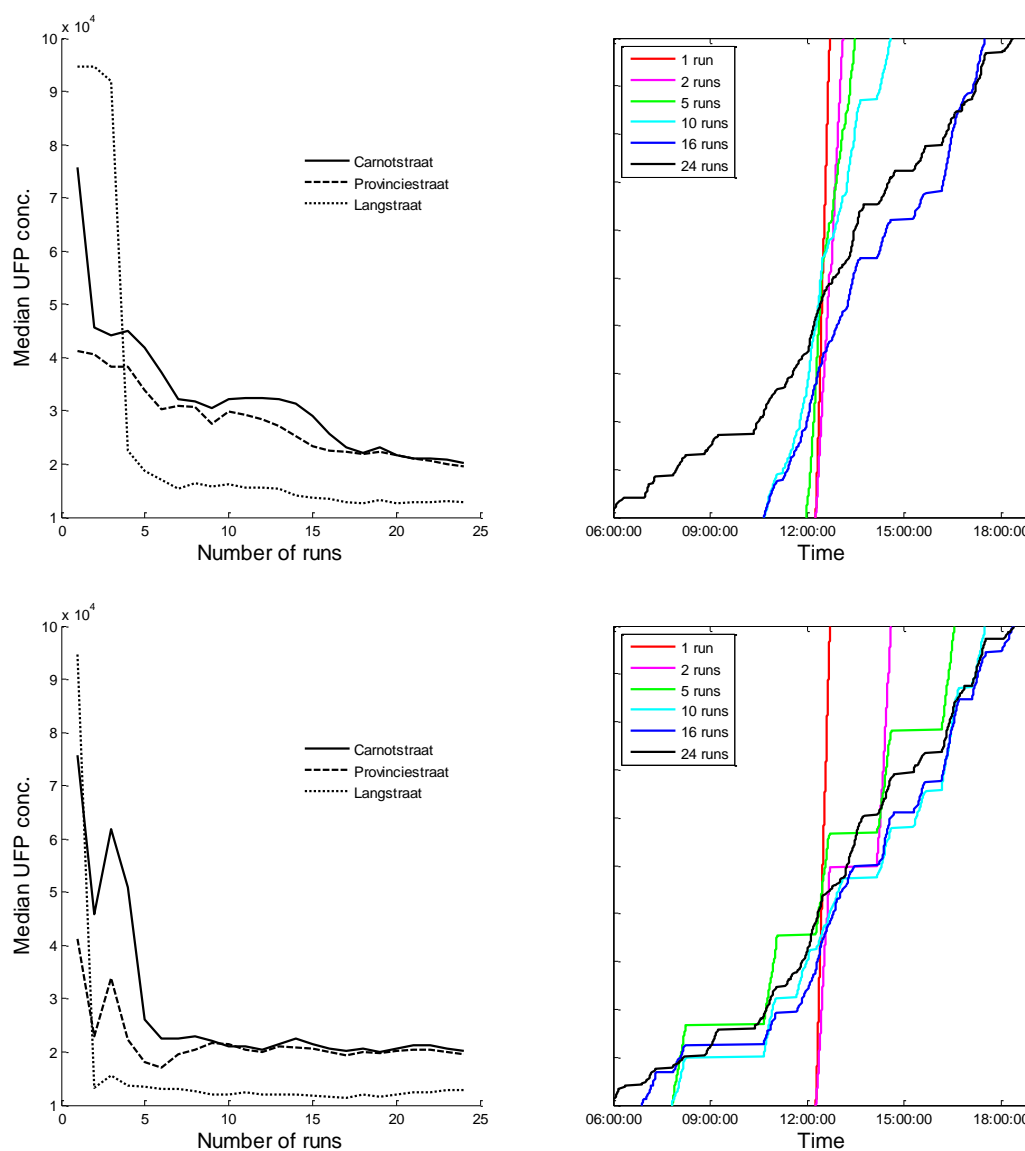 x 10^4
10
9
8
7
6
5
4
3
2
1
0
5
10
15
20
25
Median UFP conc.
Number of runs
Carnotstraat
Provinciestraat
Langstraat
1 run
2 runs
5 runs
10 runs
16 runs
24 runs
06:00:00
09:00:00
12:00:00
15:00:00
18:00:00
Time
x 10^4
10
9
8
7
6
5
4
3
2
1
0
5
10
15
20
25
Median UFP conc.
Number of runs
Carnotstraat
Provinciestraat
Langstraat
1 run
2 runs
5 runs
10 runs
16 runs
24 runs
06:00:00
09:00:00
12:00:00
15:00:00
18:00:00
Time